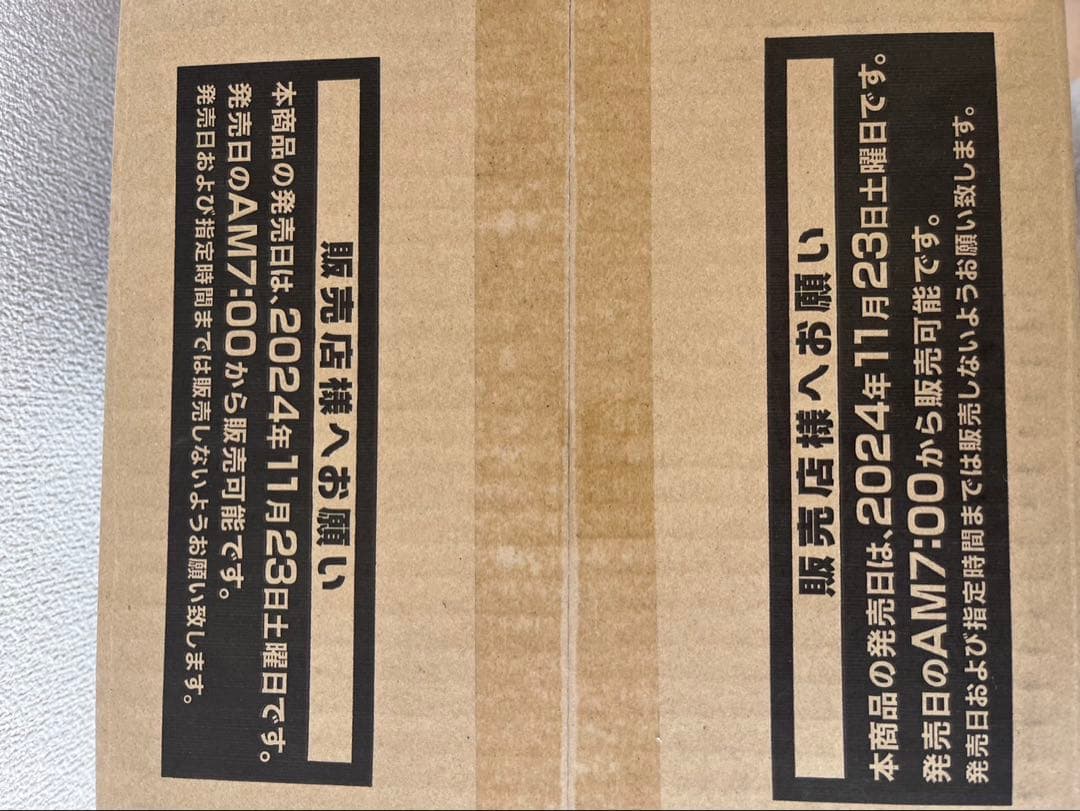 販売店様へお願い
本商品の発売日は、2024年11月23日土曜日です。
発売日のAM7:00から販売可能です。
発売日および指定時間までは販売しないようお願い致します。
販売店様へお願い
本商品の発売日は、2024年11月23日土曜日です。
発売日のAM7:00から販売可能です。
発売日および指定時間までは販売しないようお願い致します。